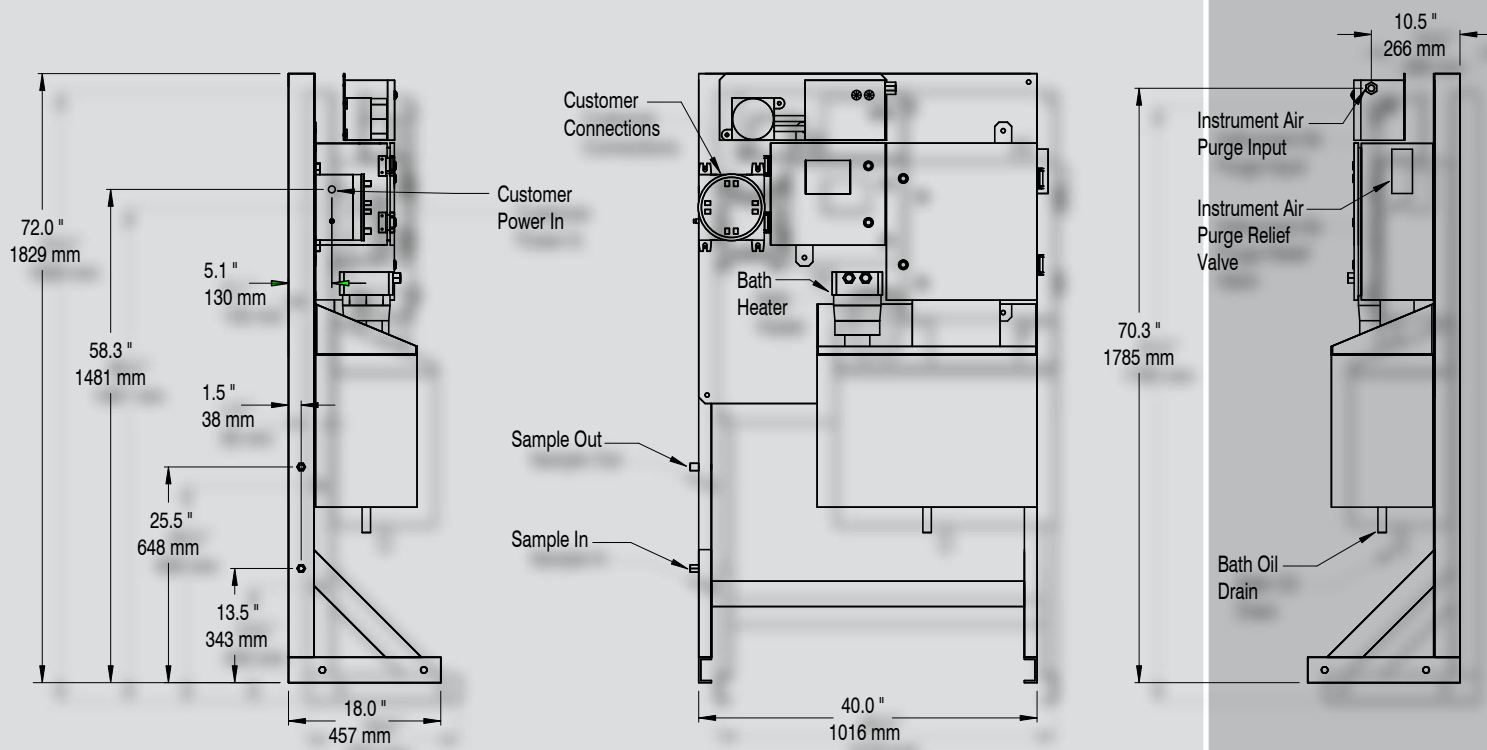 10.5 "
266 mm
Customer
Connections
Instrument Air
Purge Input
Customer
Power In
72.0 "
1829 mm
Instrument Air
Purge Relief
Valve
5.1 "
130 mm
Bath
Heater
58.3 "
1481 mm
70.3 "
1785 mm
1.5 "
38 mm
Sample Out
25.5 "
648 mm
Sample In
Bath Oil
Drain
13.5 "
343 mm
18.0 "
457 mm
40.0 "
1016 mm